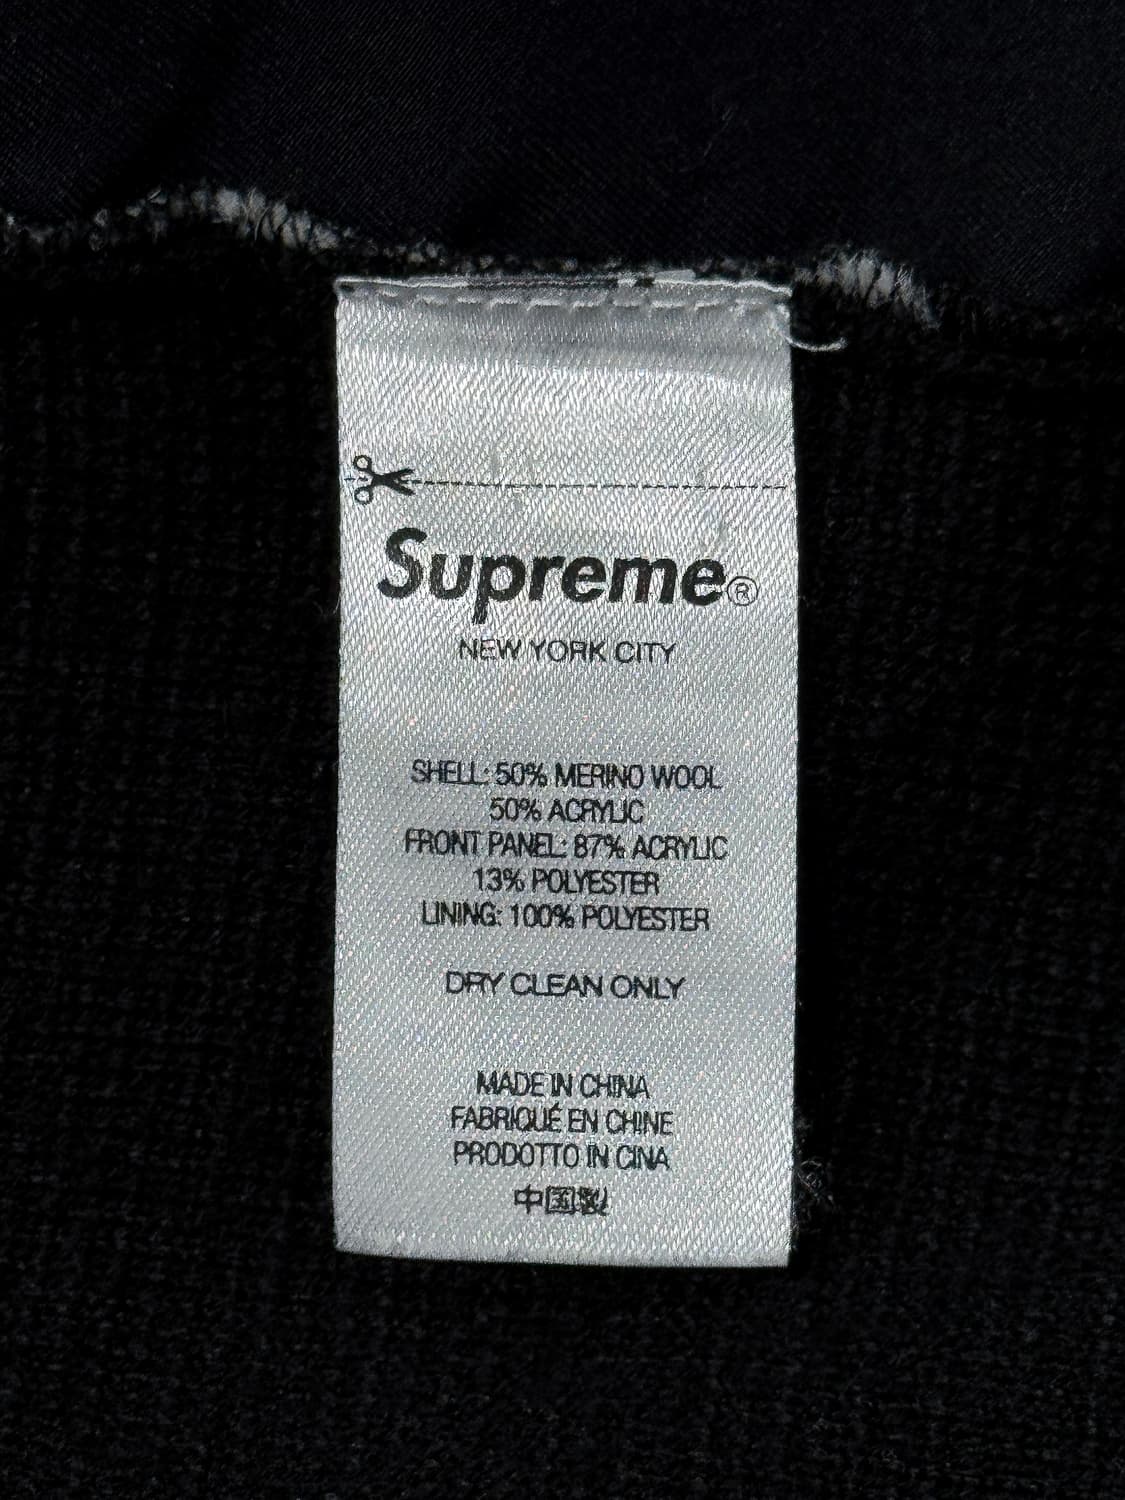 Supreme®
NEW YORK CITY
SHELL: 50% MERINO WOOL
50% ACRYLIC
FRONT PANEL: 87% ACRYLIC
13% POLYESTER
LINING: 100% POLYESTER
DRY CLEAN ONLY
MADE IN CHINA
FABRIQUÉ EN CHINE
PRODOTTO IN CINA
中国製